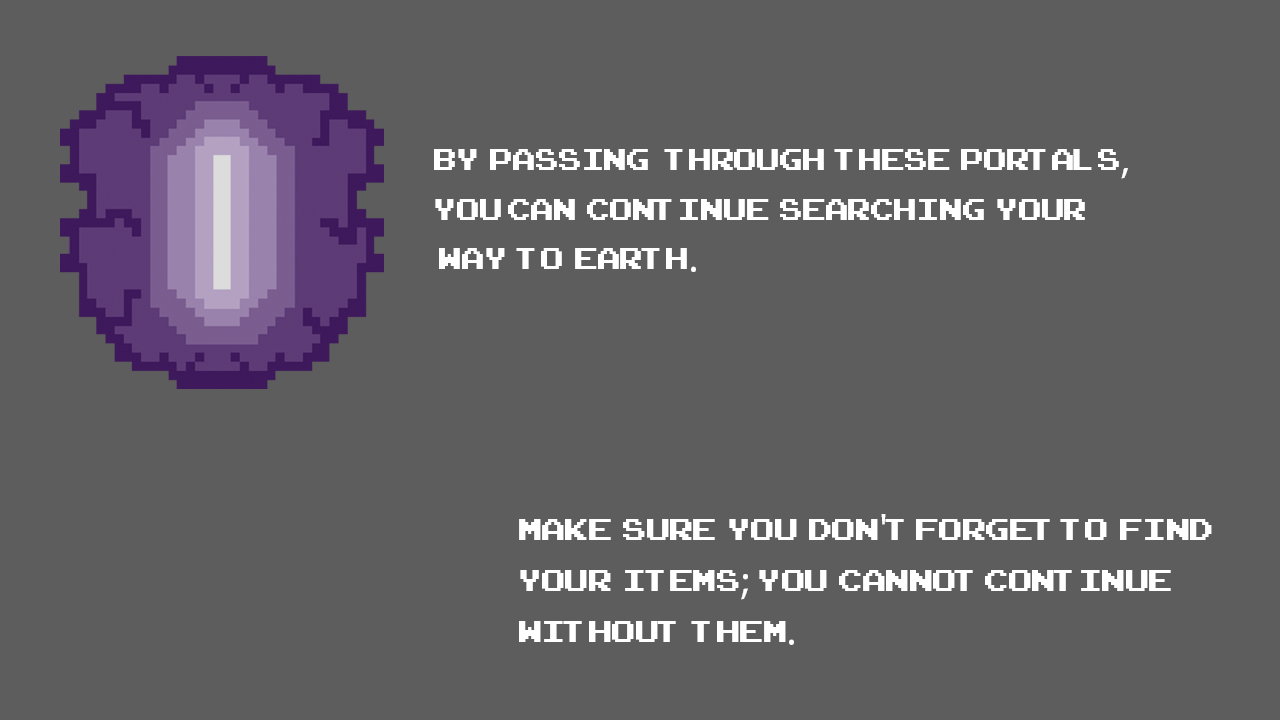 BY PASSING THROUGH THESE PORTALS,
YOU CAN CONTINUE SEARCHING YOUR
WAY TO EARTH.
MAKE SURE YOU DON'T FORGET TO FIND
YOUR ITEMS; YOU CANNOT CONTINUE
WITHOUT THEM.